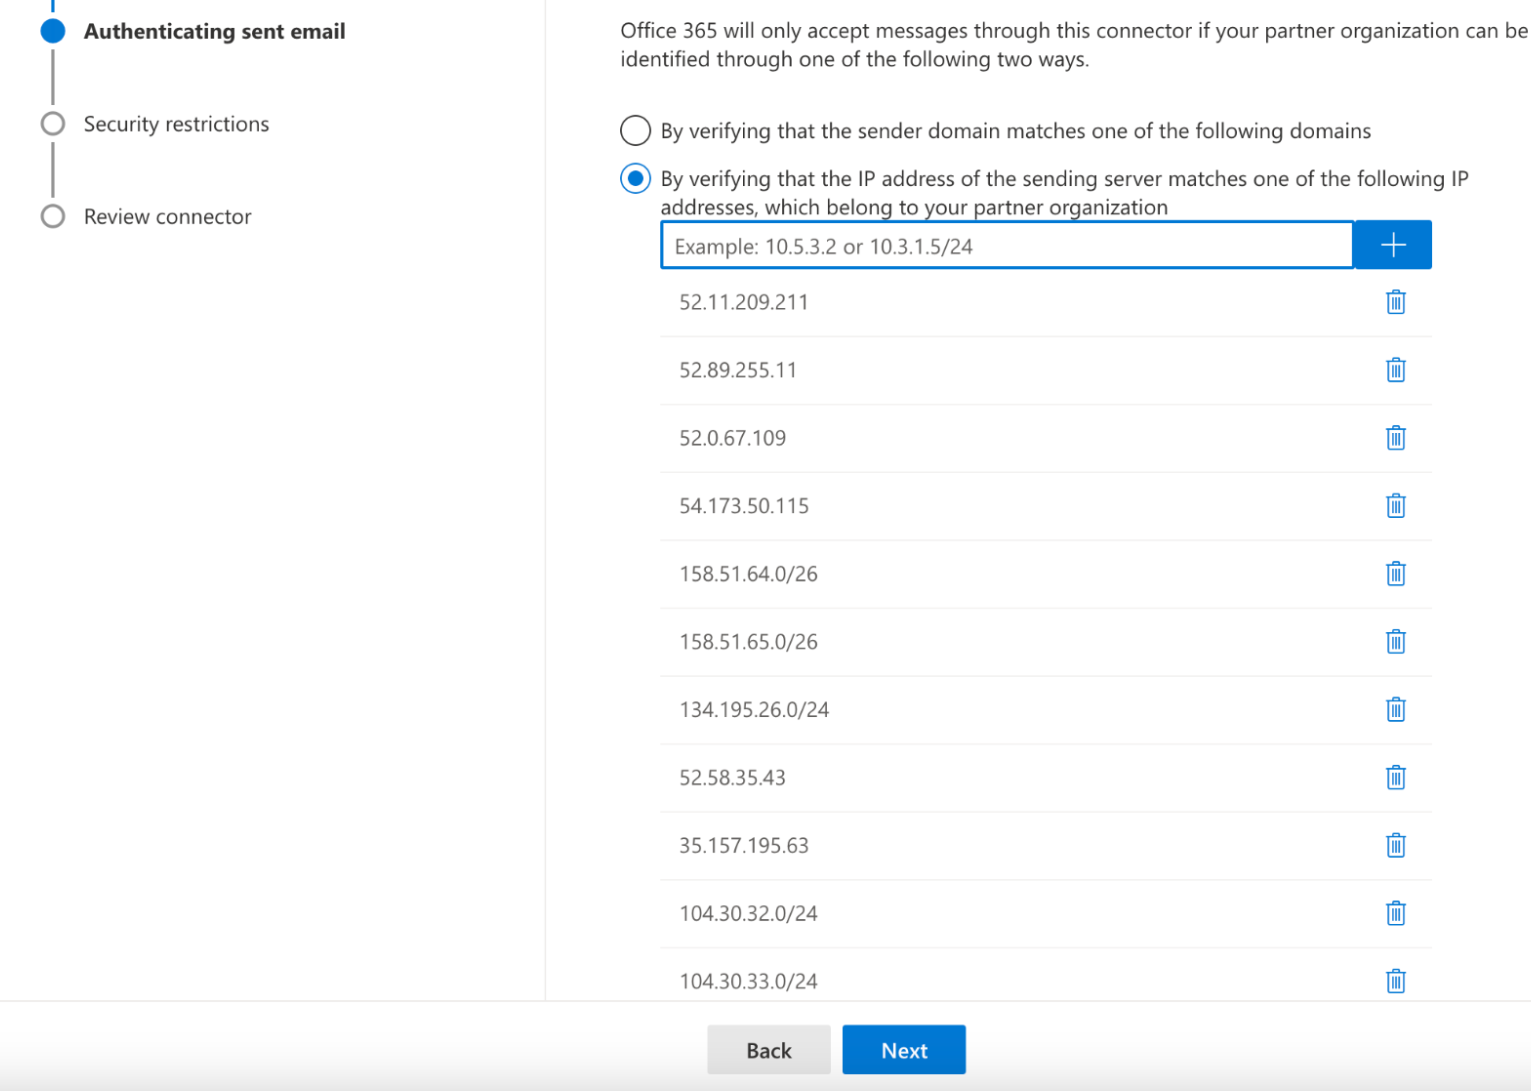 Authenticating sent email
Security restrictions
Review connector
Office 365 will only accept messages through this connector if your partner organization can be
identified through one of the following two ways.
By verifying that the sender domain matches one of the following domains
By verifying that the IP address of the sending server matches one of the following IP
addresses, which belong to your partner organization
Example: 10.5.3.2 or 10.3.1.5/24
52.11.209.211
52.89.255.11
52.0.67.109
54.173.50.115
158.51.64.0/26
158.51.65.0/26
134.195.26.0/24
52.58.35.43
35.157.195.63
104.30.32.0/24
104.30.33.0/24
Back
Next